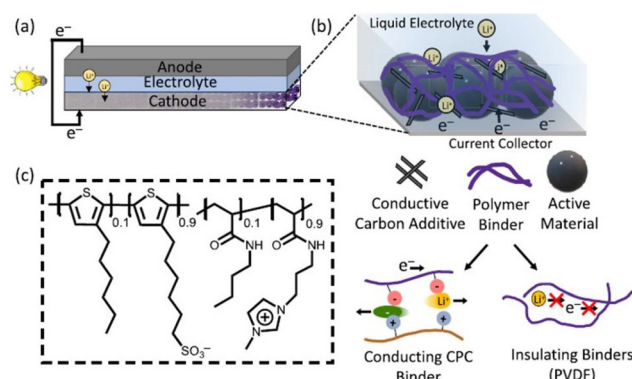 (a)
e−
Anode
Li+
Li+
Electrolyte
Cathode
e−
(b)
Liquid Electrolyte
Li+
Li+
Li+
Li+
e−
e−
e−
Current Collector
Conductive
Carbon Additive
Polymer
Binder
Active
Material
(c)
S
0.1
S
0.9
SO3−
0.1
0.9
O
NH
O
NH
N
N
+
e−
-
-
Li+
+
+
Conducting CPC
Binder
Li+
e−
Insulating Binders
(PVDF)